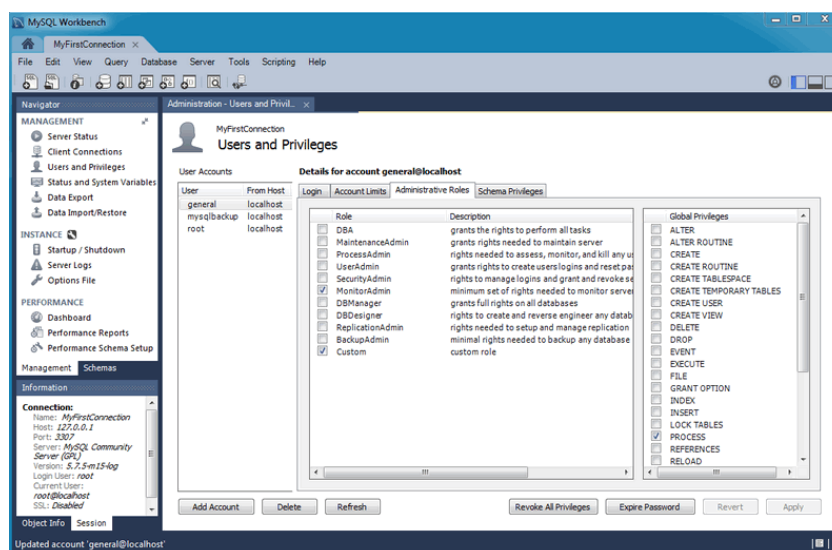 MySQL Workbench
MyFirstConnection ×
File Edit View Query Database Server Tools Scripting Help
Navigator
MANAGEMENT
Server Status
Client Connections
Users and Privileges
Status and System Variables
Data Export
Data Import/Restore
INSTANCE
Startup / Shutdown
Server Logs
Options File
PERFORMANCE
Dashboard
Performance Reports
Performance Schema Setup
Management Schemas
Information
Connection:
Name: MyFirstConnection
Host: 127.0.0.1
Port: 3307
Server: MySQL Community
Server (GPL)
Version: 5.7.5-m15-log
Login User: root
Current User:
root@localhost
SSL: Disabled
Object Info Session
Administration - Users and Privil.. ×
MyFirstConnection
Users and Privileges
User Accounts
User From Host
general localhost
mysqlbackup localhost
root localhost
Details for account general@localhost
Login Account Limits Administrative Roles Schema Privileges
Role Description
DBA grants the rights to perform all tasks
MaintenanceAdmin grants rights needed to maintain server
ProcessAdmin rights needed to assess, monitor, and kill any u
UserAdmin grants rights to create users logins and reset pas
SecurityAdmin rights to manage logins and grant and revoke se
MonitorAdmin minimum set of rights needed to monitor server
DBManager grants full rights on all databases
DBDesigner rights to create and reverse engineer any datab
ReplicationAdmin rights needed to setup and manage replication
BackupAdmin minimal rights needed to backup any database
Custom custom role
Global Privileges
ALTER
ALTER ROUTINE
CREATE
CREATE ROUTINE
CREATE TABLESPACE
CREATE TEMPORARY TABLES
CREATE USER
CREATE VIEW
DELETE
DROP
EVENT
EXECUTE
FILE
GRANT OPTION
INDEX
INSERT
LOCK TABLES
PROCESS
REFERENCES
RELOAD
Add Account Delete Refresh Revoke All Privileges Expire Password Revert Apply
Updated account 'general@localhost'